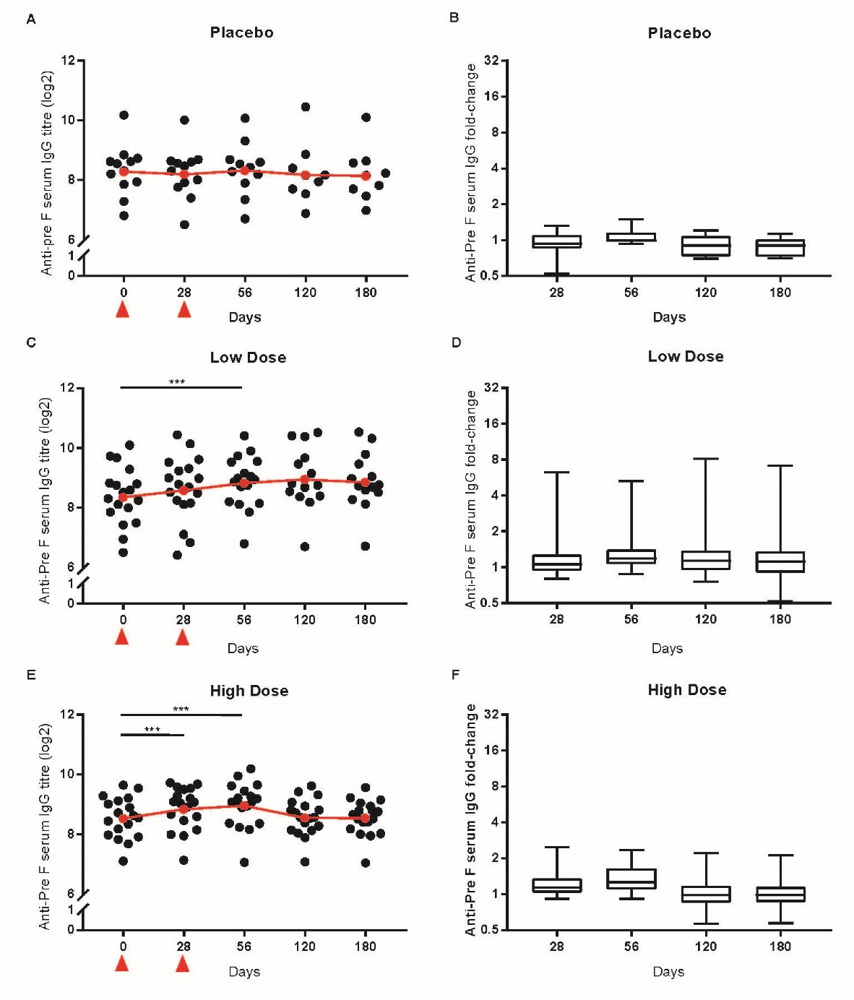 A
Placebo
Anti-pre F serum IgG titre (log2)
12
10
8
6
1
0
0 28 56 120 180
Days
B
Placebo
Anti-Pre F serum IgG fold-change
32
16
8
4
2
1
0.5
28 56 120 180
Days
C
Low Dose
***
Anti-Pre F serum IgG titre (log2)
12
10
8
6
1
0
0 28 56 120 180
Days
D
Low Dose
Anti-Pre F serum IgG fold-change
32
16
8
4
2
1
0.5
28 56 120 180
Days
E
High Dose
***
***
Anti-Pre F serum IgG titre (log2)
12
10
8
6
1
0
0 28 56 120 180
Days
F
High Dose
Anti-Pre F serum IgG fold-change
32
16
8
4
2
1
0.5
28 56 120 180
Days